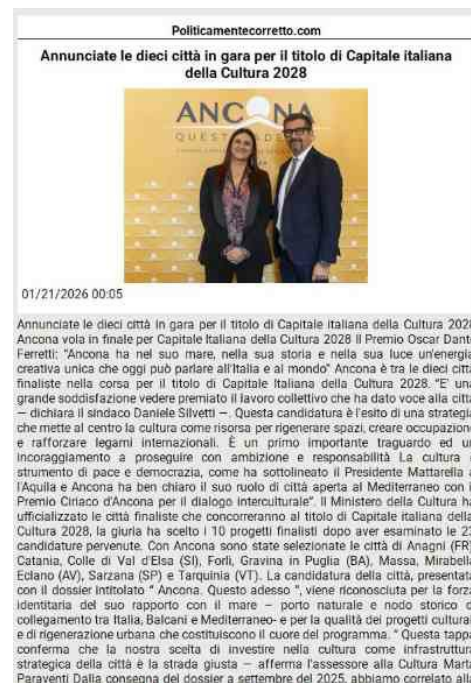 Politicamentecorretto.com
Annunciate le dieci città in gara per il titolo di Capitale italiana
della Cultura 2028
ANCONA
QUESTO ADESSO
01/21/2026 00:05
Annunciate le dieci città in gara per il titolo di Capitale italiana della Cultura 2028
Ancona vola in finale per Capitale Italiana della Cultura 2028 Il Premio Oscar Dante
Ferretti: "Ancona ha nel suo mare, nella sua storia e nella sua luce un'energia
creativa unica che oggi può parlare all'Italia e al mondo" Ancona è tra le dieci città
finaliste nella corsa per il titolo di Capitale Italiana della Cultura 2028. "E' una
grande soddisfazione vedere premiato il lavoro collettivo che ha dato voce alla città
— dichiara il sindaco Daniele Silvetti —. Questa candidatura è l'esito di una strategia
che mette al centro la cultura come risorsa per rigenerare spazi, creare occupazione
e rafforzare legami internazionali. È un primo importante traguardo ed un
incoraggiamento a proseguire con ambizione e responsabilità La cultura è
strumento di pace e democrazia, come ha sottolineato il Presidente Mattarella a
l'Aquila e Ancona ha ben chiaro il suo ruolo di città aperta al Mediterraneo con il
Premio Ciriaco d'Ancona per il dialogo interculturale". Il Ministero della Cultura ha
ufficializzato le città finaliste che concorreranno al titolo di Capitale italiana della
Cultura 2028, la giuria ha scelto i 10 progetti finalisti dopo aver esaminato le 23
candidature pervenute. Con Ancona sono state selezionate le città di Anagni (FR),
Catania, Colle di Val d'Elsa (SI), Forlì, Gravina in Puglia (BA), Massa, Mirabella
Eclano (AV), Sarzana (SP) e Tarquinia (VT). La candidatura della città, presentata
con il dossier intitolato " Ancona. Questo adesso ", viene riconosciuta per la forza
identitaria del suo rapporto con il mare – porto naturale e nodo storico di
collegamento tra Italia, Balcani e Mediterraneo- e per la qualità dei progetti culturali
e di rigenerazione urbana che costituiscono il cuore del programma. " Questa tappa
conferma che la nostra scelta di investire nella cultura come infrastruttura
strategica della città è la strada giusta — afferma l'assessore alla Cultura Marta
Paraventi Dalla consegna del dossier a settembre del 2025, abbiamo correlato alla